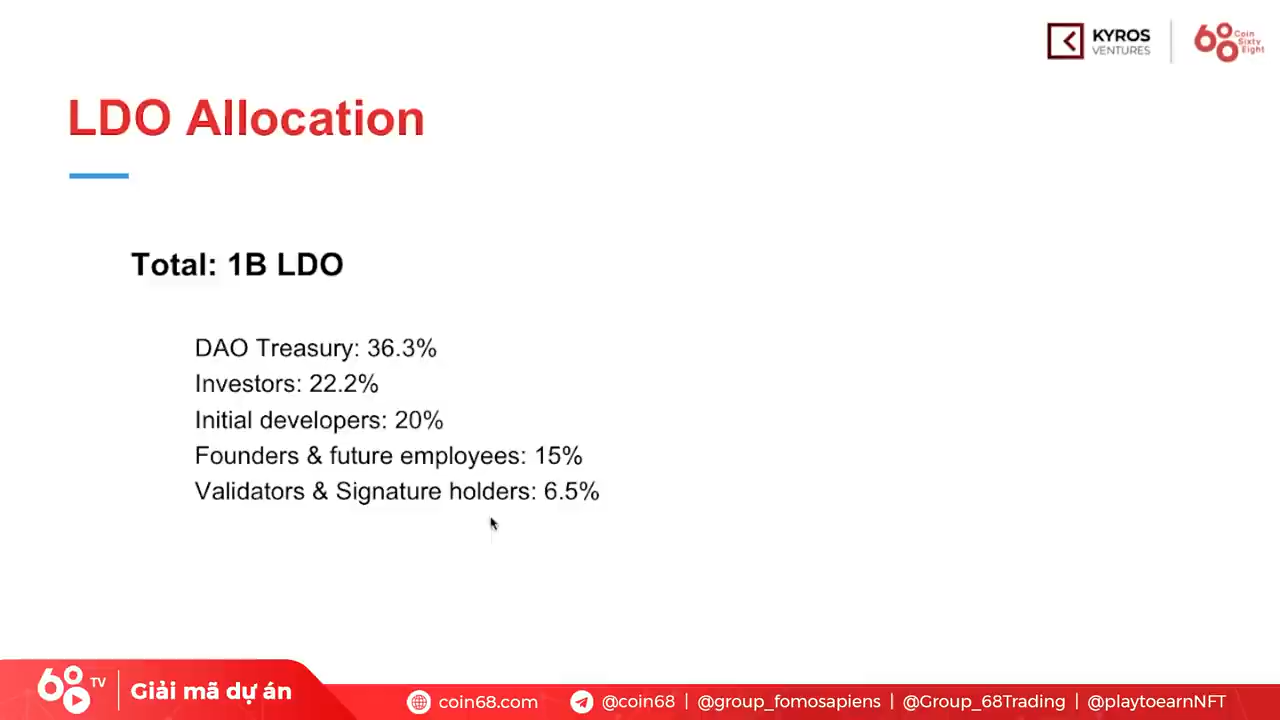 KYROS
VENTURES
68 Coin
Sixty
Eight
LDO Allocation
Total: 1B LDO
DAO Treasury: 36.3%
Investors: 22.2%
Initial developers: 20%
Founders & future employees: 15%
Validators & Signature holders: 6.5%
68 TV | Giải mã dự án
coin68.com
@coin68 | @group_fomosapiens | @Group_68Trading | @playtoearnNFT